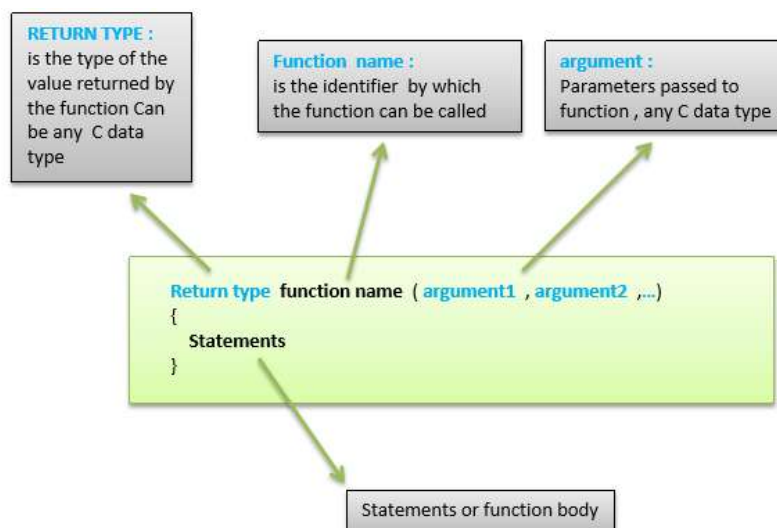 RETURN TYPE :
is the type of the
value returned by
the function Can
be any C data
type
Function name :
is the identifier by which
the function can be called
argument :
Parameters passed to
function , any C data type
Return type function name ( argument1 , argument2 ,...)
{
Statements
}
Statements or function body